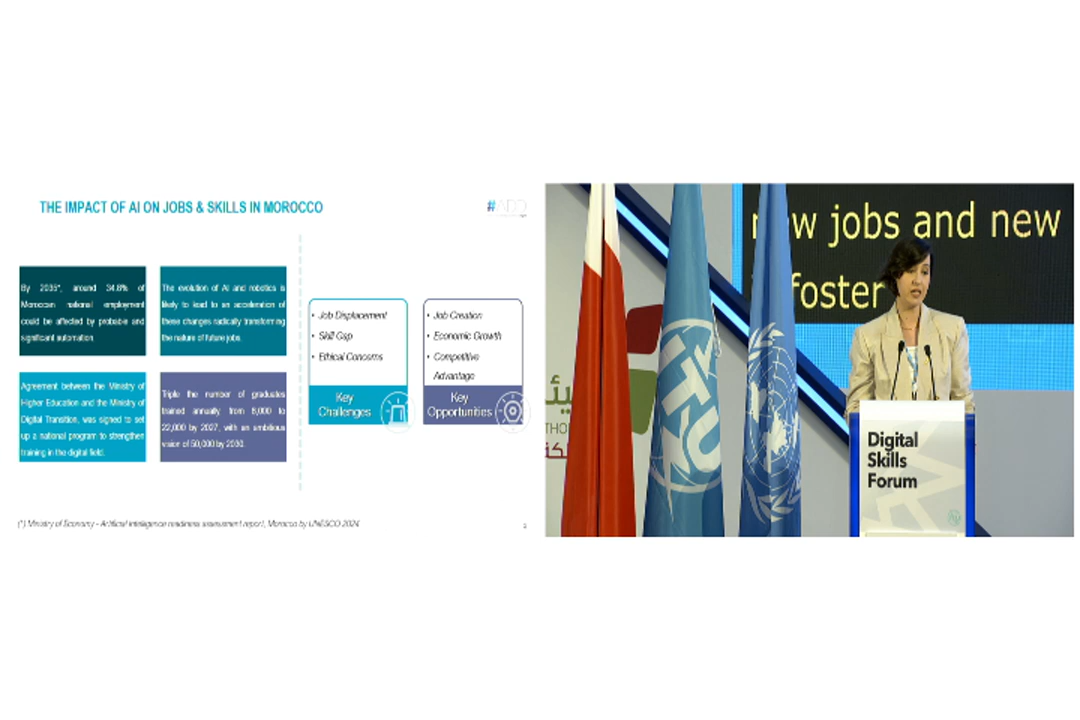 THE IMPACT OF AI ON JOBS & SKILLS IN MOROCCO
#ADD
By 2035*, around 34.8% of
Moroccan national employment
could be affected by probable and
significant automation.
The evolution of AI and robotics is
likely to lead to an acceleration of
these changes radically transforming
the nature of future jobs.
Agreement between the Ministry of
Higher Education and the Ministry of
Digital Transition, was signed to set
up a national program to strengthen
training in the digital field.
Triple the number of graduates
trained annually from 8,000 to
22,000 by 2027, with an ambitious
vision of 50,000 by 2030.
• Job Displacement
• Skill Gap
• Ethical Concerns
Key
Challenges
• Job Creation
• Economic Growth
• Competitive
Advantage
Key
Opportunities
(*) Ministry of Economy - Artificial Intelligence readiness assessment report, Morocco by UNESCO 2024
new jobs and new
foster
ITU
Digital
Skills
Forum